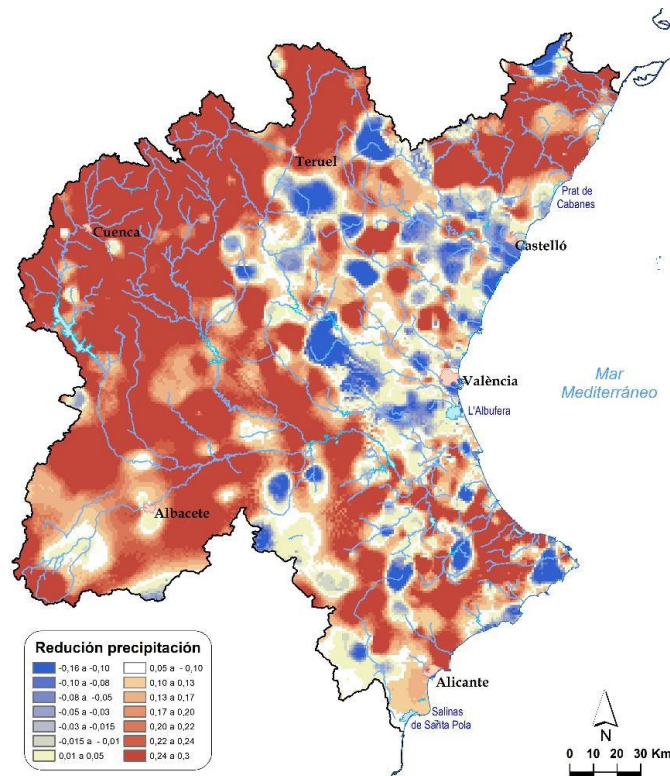 Teruel
Prat de
Cabanes
Cuenca
Castelló
Mar
Mediterráneo
València
L'Albufera
Albacete
Alicante
Salinas
de Santa Pola
Redución precipitación
-0,16 a -0,10
-0,10 a -0,08
-0,08 a -0,05
-0,05 a -0,03
-0,03 a -0,015
-0,015 a - 0,01
0,01 a 0,05
0,05 a - 0,10
0,10 a 0,13
0,13 a 0,17
0,17 a 0,20
0,20 a 0,22
0,22 a 0,24
0,24 a 0,3
N
0 10 20 30 Km